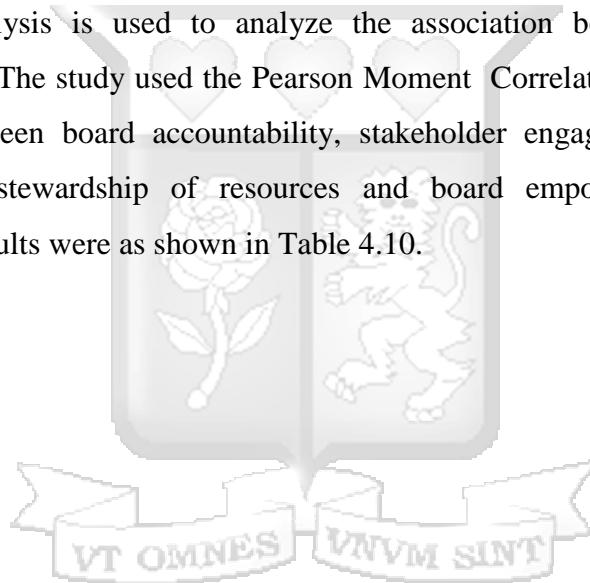 lysis is used to analyze the association be
The study used the Pearson Moment Correlat
een board accountability, stakeholder engag
stewardship of resources and board empo
ults were as shown in Table 4.10.
VT OMNES VNVM SINT